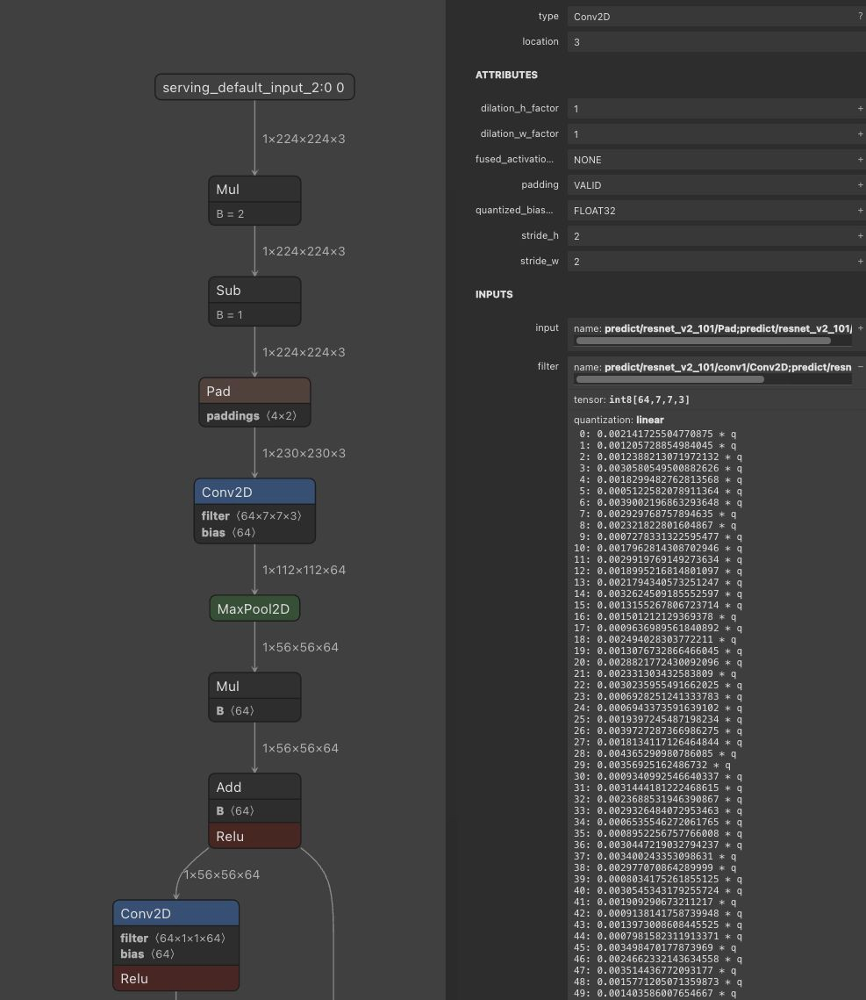 serving_default_input_2:0 0
1×224×224×3
Mul
B = 2
1×224×224×3
Sub
B = 1
1×224×224×3
Pad
paddings ⟨4×2⟩
1×230×230×3
Conv2D
filter ⟨64×7×7×3⟩
bias ⟨64⟩
1×112×112×64
MaxPool2D
1×56×56×64
Mul
B ⟨64⟩
1×56×56×64
Add
B ⟨64⟩
Relu
1×56×56×64
Conv2D
filter ⟨64×1×1×64⟩
bias ⟨64⟩
Relu
type Conv2D ?
location 3
ATTRIBUTES
dilation_h_factor 1 +
dilation_w_factor 1 +
fused_activatio... NONE +
padding VALID +
quantized_bias... FLOAT32 +
stride_h 2 +
stride_w 2 +
INPUTS
input name: predict/resnet_v2_101/Pad;predict/resnet_v2_101/ +
filter name: predict/resnet_v2_101/conv1/Conv2D;predict/resn −
tensor: int8[64,7,7,3]
quantization: linear
0: 0.002141725504770875 * q
1: 0.001205728854984045 * q
2: 0.0012388213071972132 * q
3: 0.0030580549500882626 * q
4: 0.0018299482762813568 * q
5: 0.0005122582078911364 * q
6: 0.0039002196863293648 * q
7: 0.002929768757894635 * q
8: 0.002321822801604867 * q
9: 0.0007278331322595477 * q
10: 0.0017962814308702946 * q
11: 0.0029919769149273634 * q
12: 0.0018995216814801097 * q
13: 0.0021794340573251247 * q
14: 0.0032624509185552597 * q
15: 0.0013155267806723714 * q
16: 0.001501212129369378 * q
17: 0.0009636989561840892 * q
18: 0.002494028303772211 * q
19: 0.0013076732866466045 * q
20: 0.0028821772430092096 * q
21: 0.002331303432583809 * q
22: 0.0030235955491662025 * q
23: 0.0006928251241333783 * q
24: 0.0006943373591639102 * q
25: 0.0019397245487198234 * q
26: 0.0039727287366986275 * q
27: 0.0018134117126464844 * q
28: 0.004365290980786085 * q
29: 0.00356925162486732 * q
30: 0.0009340992546640337 * q
31: 0.0031444181222468615 * q
32: 0.0023688531946390867 * q
33: 0.0029326484072953463 * q
34: 0.0006535546272061765 * q
35: 0.0008952256757766008 * q
36: 0.0030447219032794237 * q
37: 0.003400243353098631 * q
38: 0.002977070864289999 * q
39: 0.0008034175261855125 * q
40: 0.0030545343179255724 * q
41: 0.001909290673211217 * q
42: 0.0009138141758739948 * q
43: 0.0013973008608445525 * q
44: 0.0007981582311913371 * q
45: 0.003498470177873969 * q
46: 0.0024662332143634558 * q
47: 0.003514436772093177 * q
48: 0.0015771205071359873 * q
49: 0.001403586007654667 * q